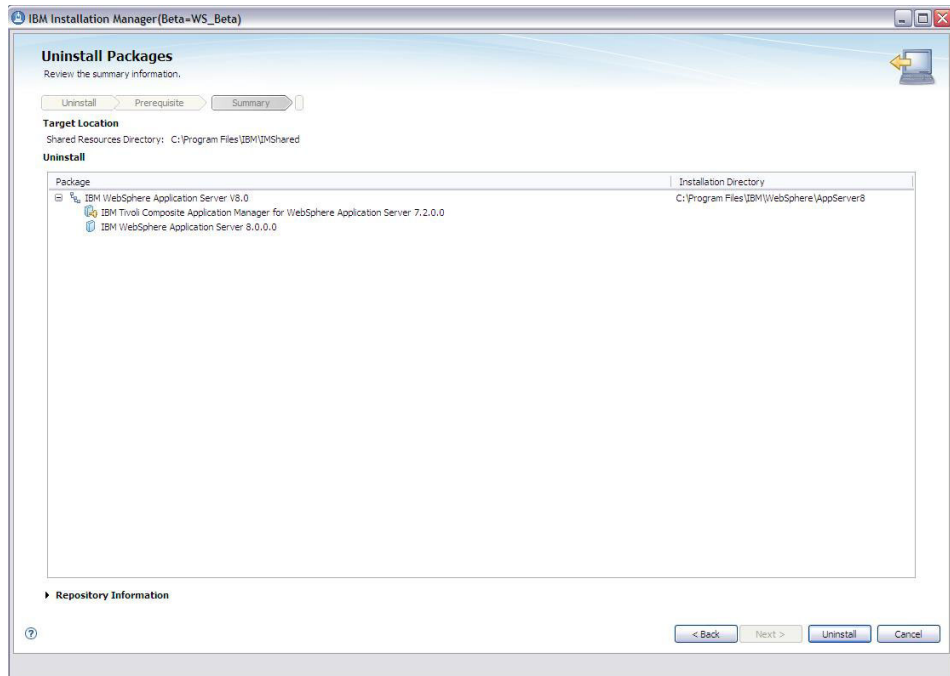 IBM Installation Manager(Beta=WS_Beta)
Uninstall Packages
Review the summary information.
Uninstall Prerequisite Summary
Target Location
Shared Resources Directory: C:\Program Files\IBM\IMShared
Uninstall
Package Installation Directory
IBM WebSphere Application Server V8.0 C:\Program Files\IBM\WebSphere\AppServer8
IBM Tivoli Composite Application Manager for WebSphere Application Server 7.2.0.0
IBM WebSphere Application Server 8.0.0.0
Repository Information
? < Back Next > Uninstall Cancel